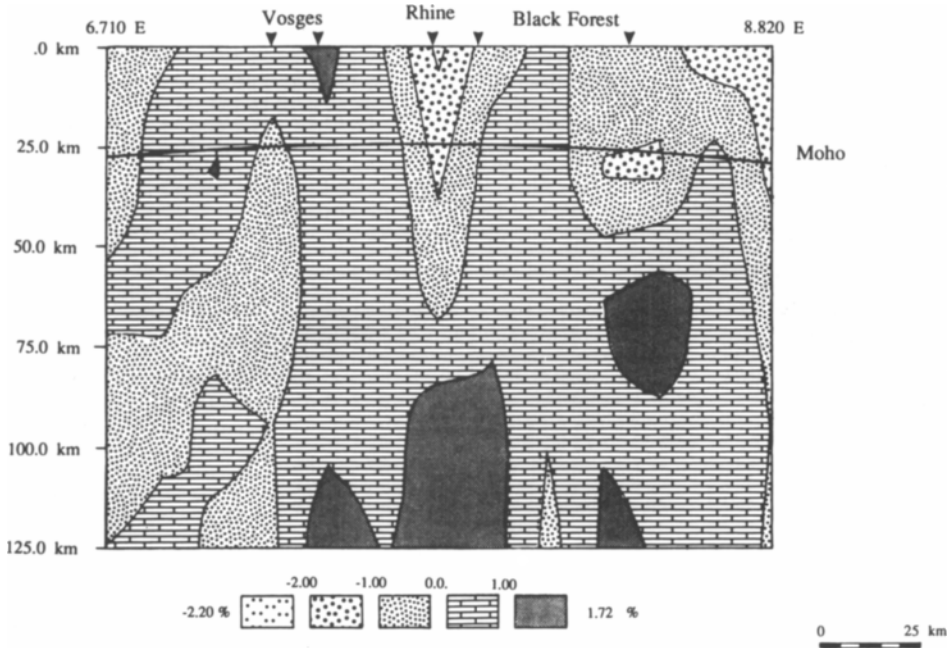 6.710 E Vosges Rhine Black Forest 8.820 E
.0 km
25.0 km
Moho
50.0 km
75.0 km
100.0 km
125.0 km
-2.00 -1.00 0.0. 1.00
-2.20 % 1.72 %
0 25 km